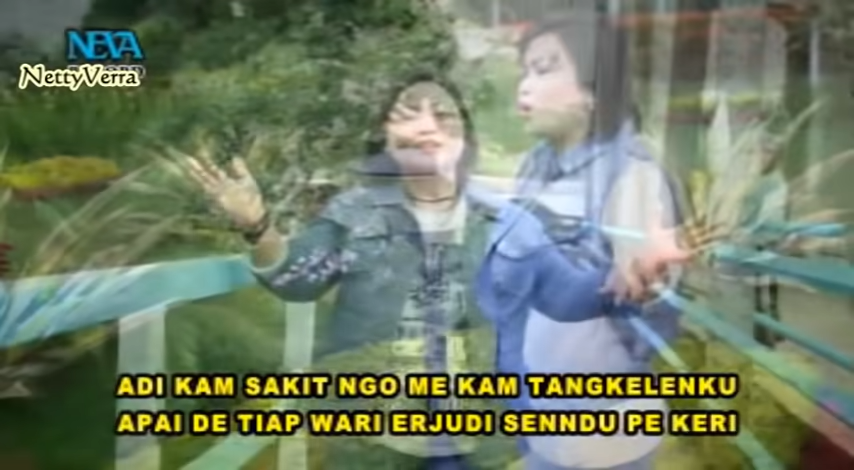 NEVA
NettyVerra
ADI KAM SAKIT NGO ME KAM TANGKELENKU
APAI DE TIAP WARI ERJUDI SENNDU PE KERI